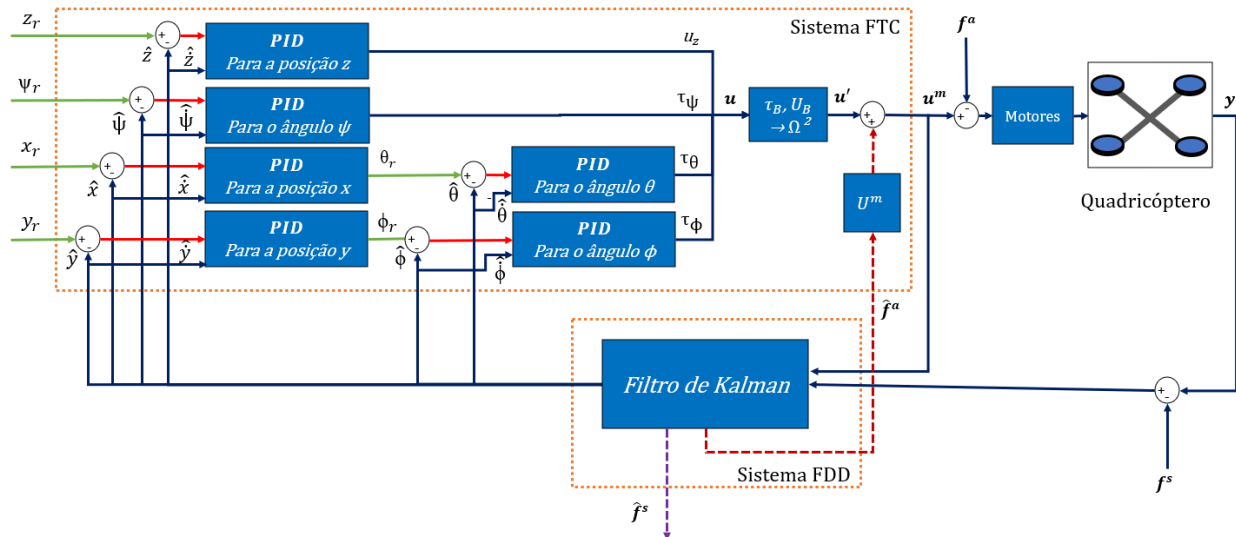 z_r
ψ_r
x_r
y_r
+
-
ẑ
ẑ̇
PID
Para a posição z
u_z
Sistema FTC
+
-
ψ̂
ψ̂̇
PID
Para o ângulo ψ
τ_ψ
+
-
x̂
x̂̇
PID
Para a posição x
θ_r
+
-
θ̂
-
θ̂̇
PID
Para o ângulo θ
τ_θ
+
-
ŷ
ŷ̇
PID
Para a posição y
ϕ_r
+
-
ϕ̂
ϕ̂̇
PID
Para o ângulo ϕ
τ_ϕ
u
τ_B, U_B
→ Ω²
u′
+
+
u^m
f^a
-
+
Motores
y
Quadricóptero
U^m
f̂^a
Filtro de Kalman
Sistema FDD
+
-
f^s
f̂^s